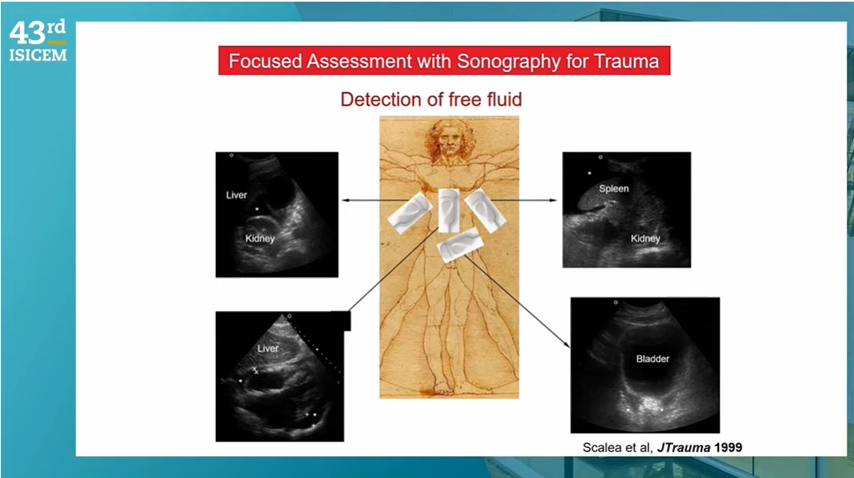 43rd
ISICEM
Focused Assessment with Sonography for Trauma
Detection of free fluid
Liver
Kidney
Spleen
Kidney
Liver
Bladder
Scalea et al, JTrauma 1999